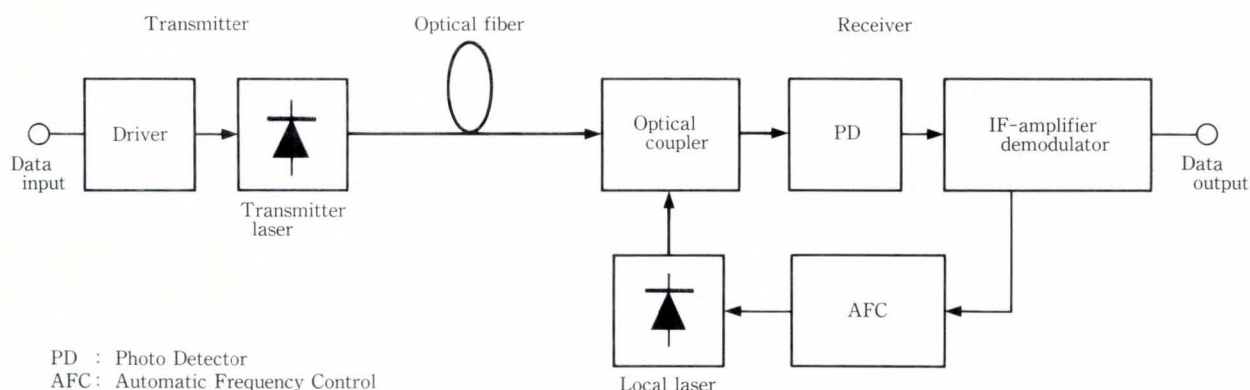 Transmitter
Optical fiber
Receiver
Driver
Optical
coupler
PD
IF-amplifier
demodulator
Data
input
Data
output
Transmitter
laser
AFC
PD : Photo Detector
AFC : Automatic Frequency Control
Local laser